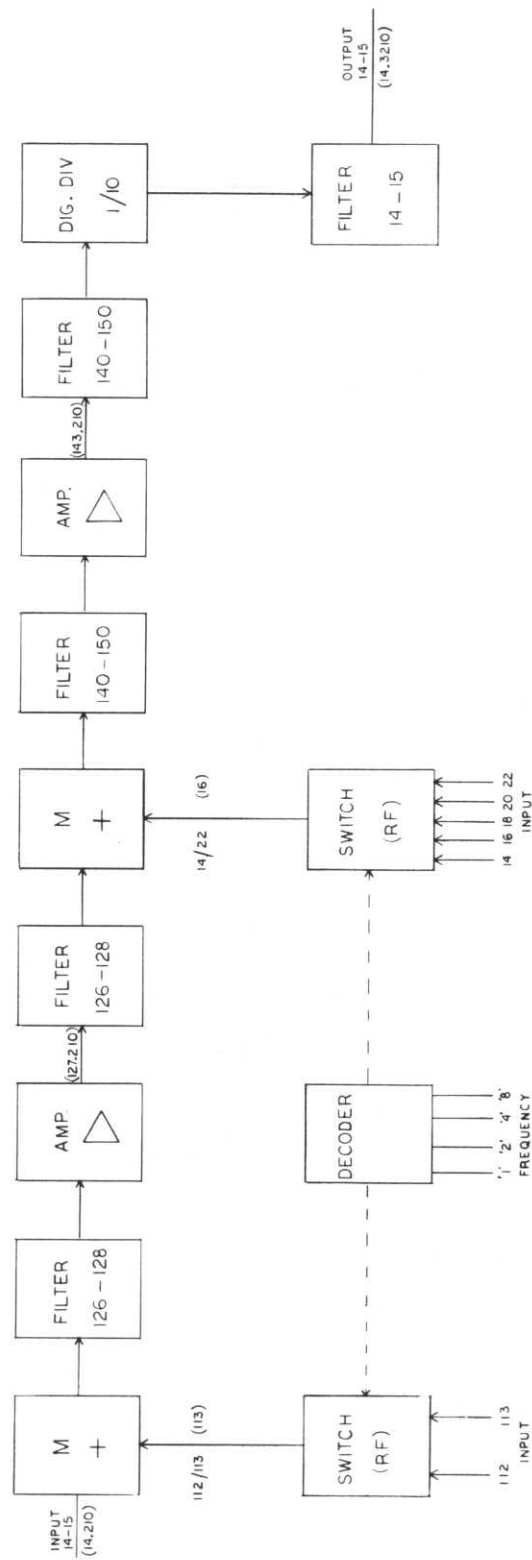 INPUT
14-15
(14.210)
M
+
112/113
(113)
SWITCH
(RF)
112
113
INPUT
FILTER
126-128
AMP.
(127.210)
FILTER
126-128
DECODER
'1' '2' '4' '8'
FREQUENCY
M
+
14/22
(16)
SWITCH
(RF)
14 16 18 20 22
INPUT
FILTER
140-150
AMP.
(143.210)
FILTER
140-150
DIG. DIV
1/10
FILTER
14-15
OUTPUT
14-15
(14.3210)